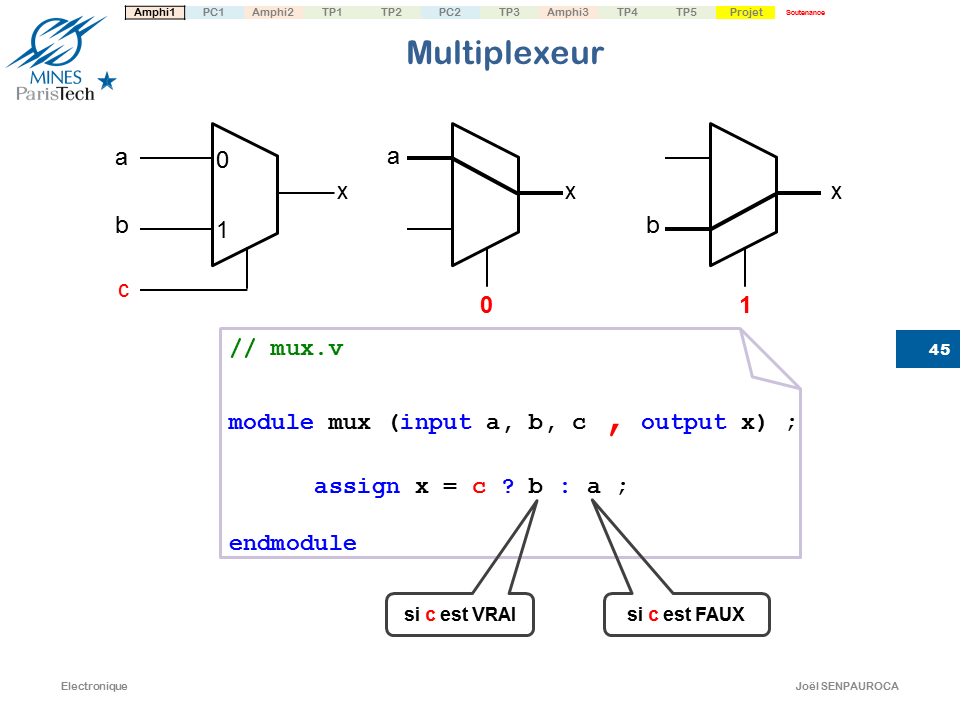 Amphi1 PC1 Amphi2 TP1 TP2 PC2 TP3 Amphi3 TP4 TP5 Projet Soutenance
MINES
ParisTech
Multiplexeur
a 0 x
b 1
c
a x
0
b x
1
45
// mux.v
module mux (input a, b, c , output x) ;
assign x = c ? b : a ;
endmodule
si c est VRAI
si c est FAUX
Electronique
Joël SENPAUROCA